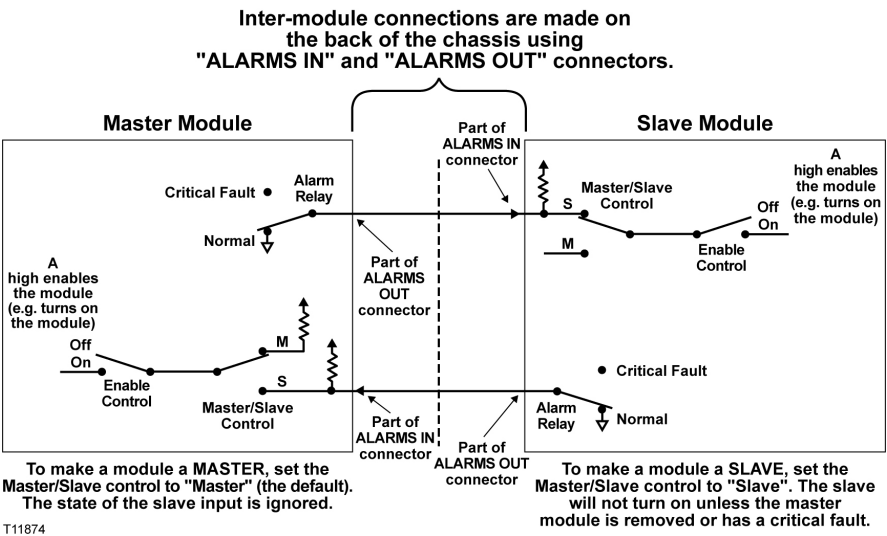 Inter-module connections are made on
the back of the chassis using
"ALARMS IN" and "ALARMS OUT" connectors.
Master Module
Slave Module
Part of
ALARMS IN
connector
Critical Fault
Alarm
Relay
Normal
Part of
ALARMS
OUT
connector
S
Master/Slave
Control
M
Off
On
Enable
Control
A
high enables
the module
(e.g. turns on
the module)
A
high enables
the module
(e.g. turns on
the module)
Off
On
Enable
Control
M
S
Master/Slave
Control
Part of
ALARMS IN
connector
Part of
ALARMS OUT
connector
Critical Fault
Alarm
Relay
Normal
To make a module a MASTER, set the
Master/Slave control to "Master" (the default).
The state of the slave input is ignored.
To make a module a SLAVE, set the
Master/Slave control to "Slave". The slave
will not turn on unless the master
module is removed or has a critical fault.
T11874